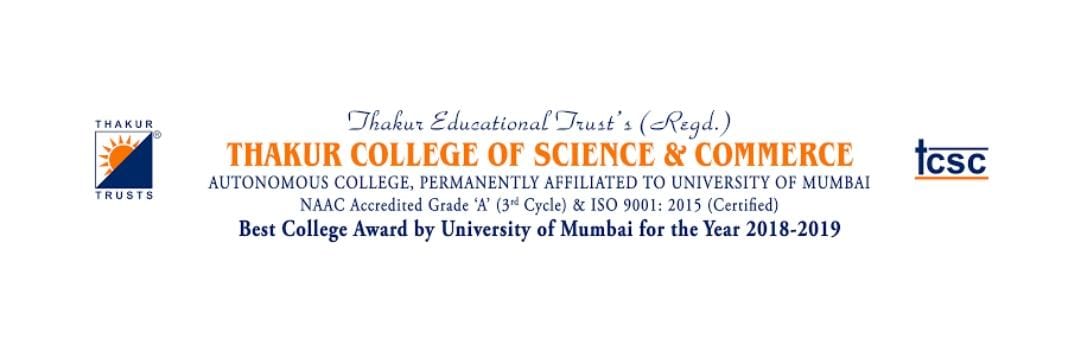 Thakur Educational Trust's (Regd.)
THAKUR COLLEGE OF SCIENCE & COMMERCE
AUTONOMOUS COLLEGE, PERMANENTLY AFFILIATED TO UNIVERSITY OF MUMBAI
NAAC Accredited Grade 'A' (3rd Cycle) & ISO 9001: 2015 (Certified)
Best College Award by University of Mumbai for the Year 2018-2019
THAKUR
®
TRUSTS
tcsc